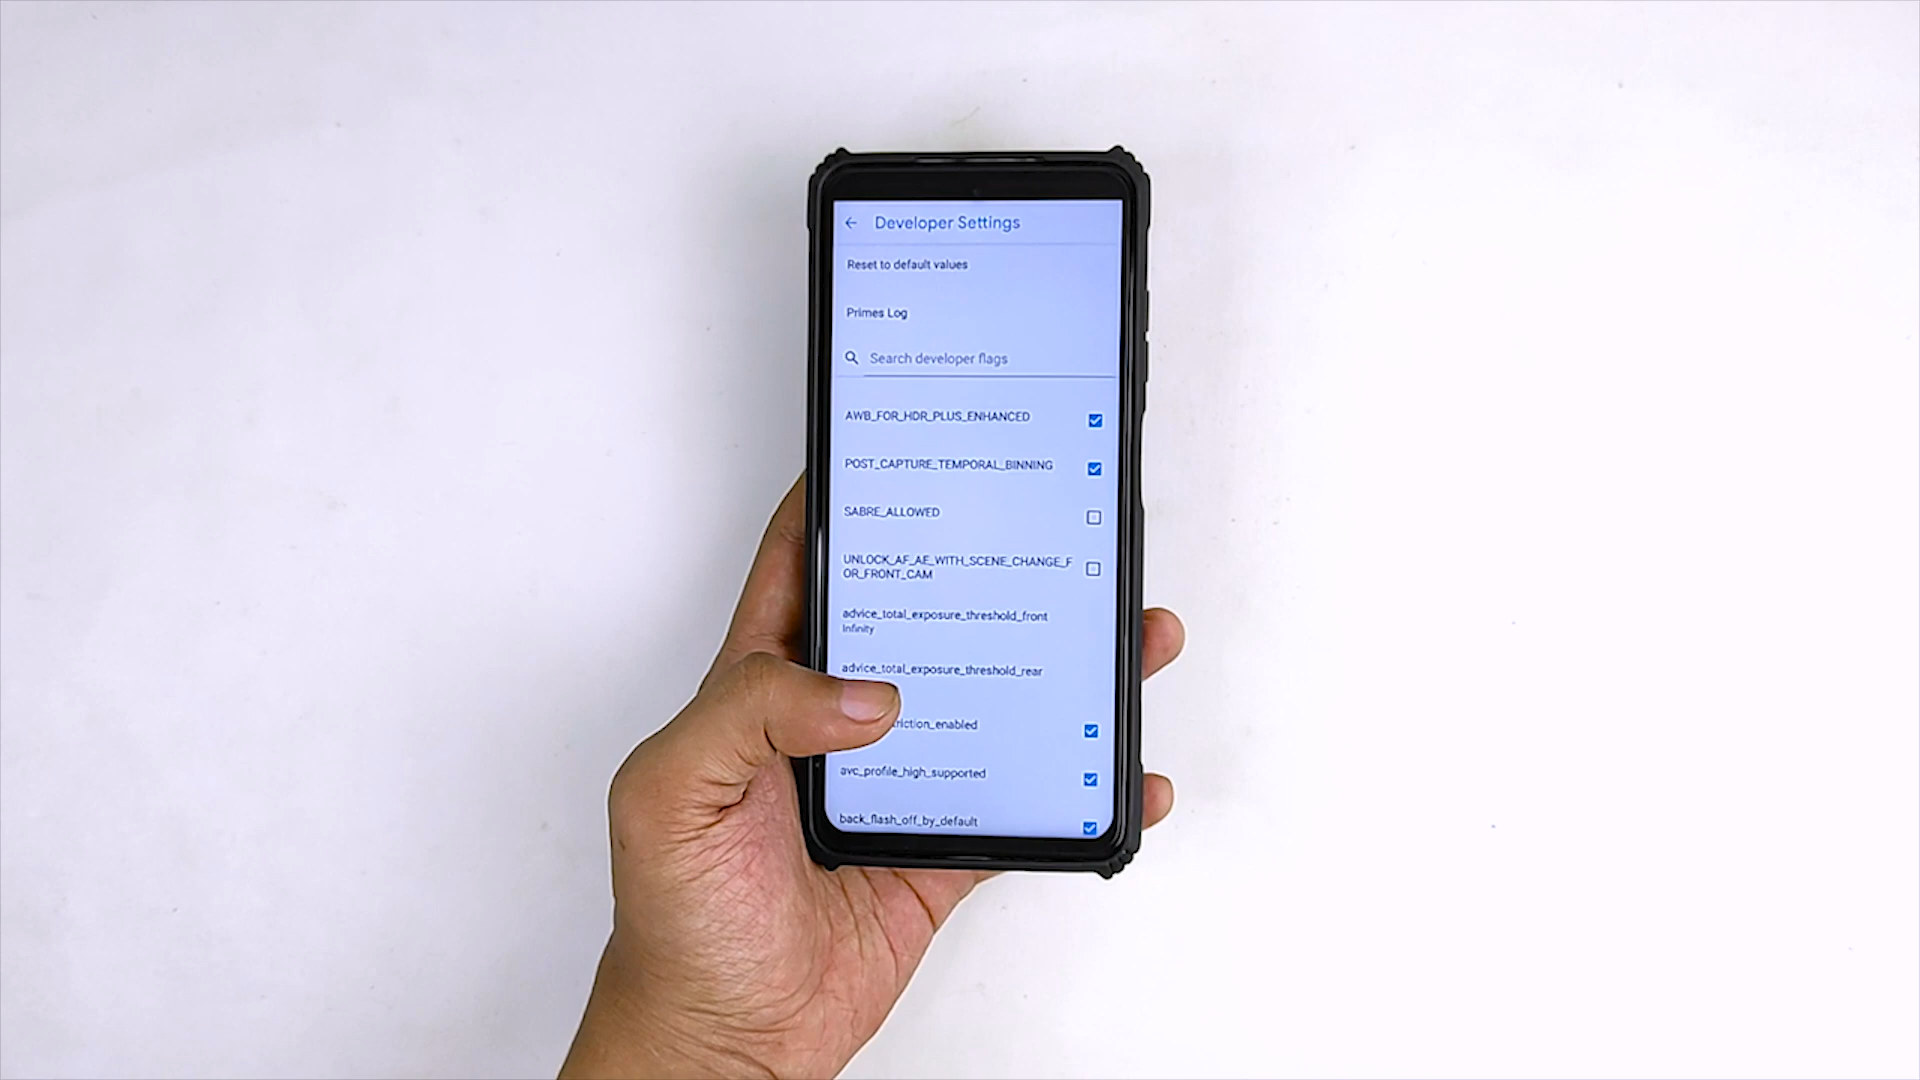 Developer Settings
Reset to default values
Primes Log
Search developer flags
AWB_FOR_HDR_PLUS_ENHANCED
POST_CAPTURE_TEMPORAL_BINNING
SABRE_ALLOWED
UNLOCK_AF_AE_WITH_SCENE_CHANGE_F
OR_FRONT_CAM
advice_total_exposure_threshold_front
Infinity
advice_total_exposure_threshold_rear
riction_enabled
avc_profile_high_supported
back_flash_off_by_default